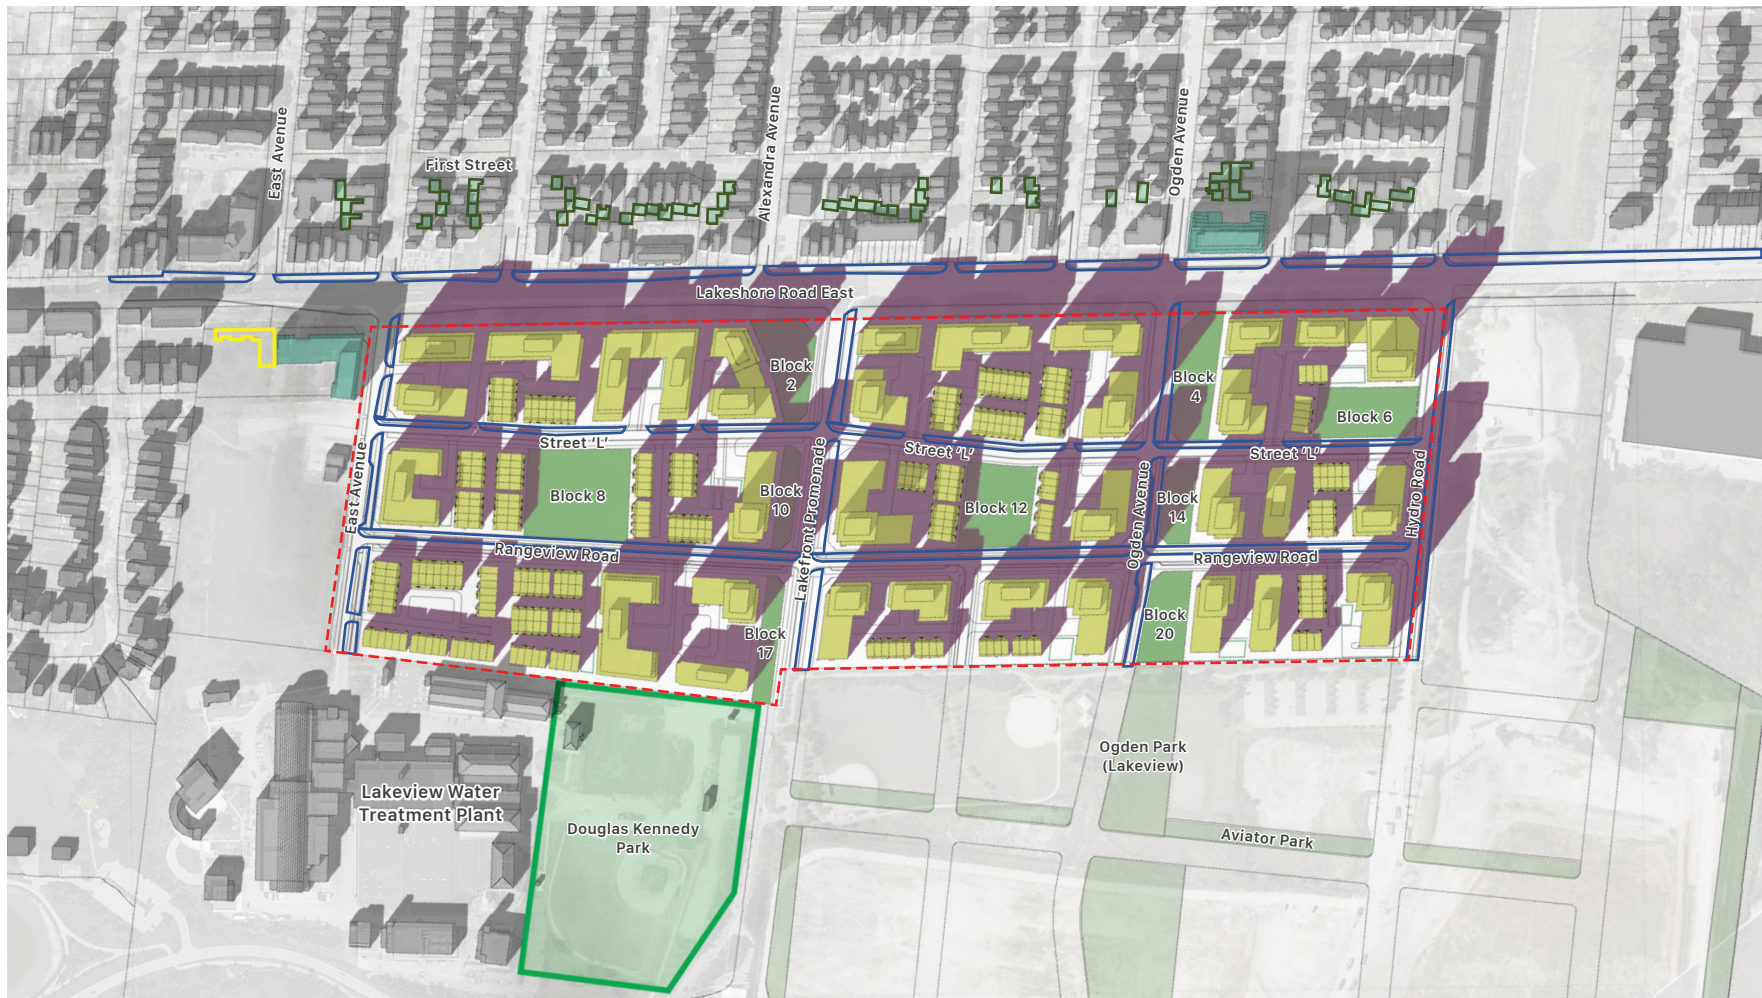 East Avenue
First Street
Alexandra Avenue
Ogden Avenue
Lakeshore Road East
Block
2
Block
4
Block 6
Street ‘L’
Street ‘L’
Street ‘L’
East Avenue
Block 8
Block
10
Lakefront Promenade
Block 12
Ogden Avenue
Block
14
Hydro Road
Rangeview Road
Rangeview Road
Block
17
Block
20
Ogden Park
(Lakeview)
Lakeview Water
Treatment Plant
Douglas Kennedy
Park
Aviator Park